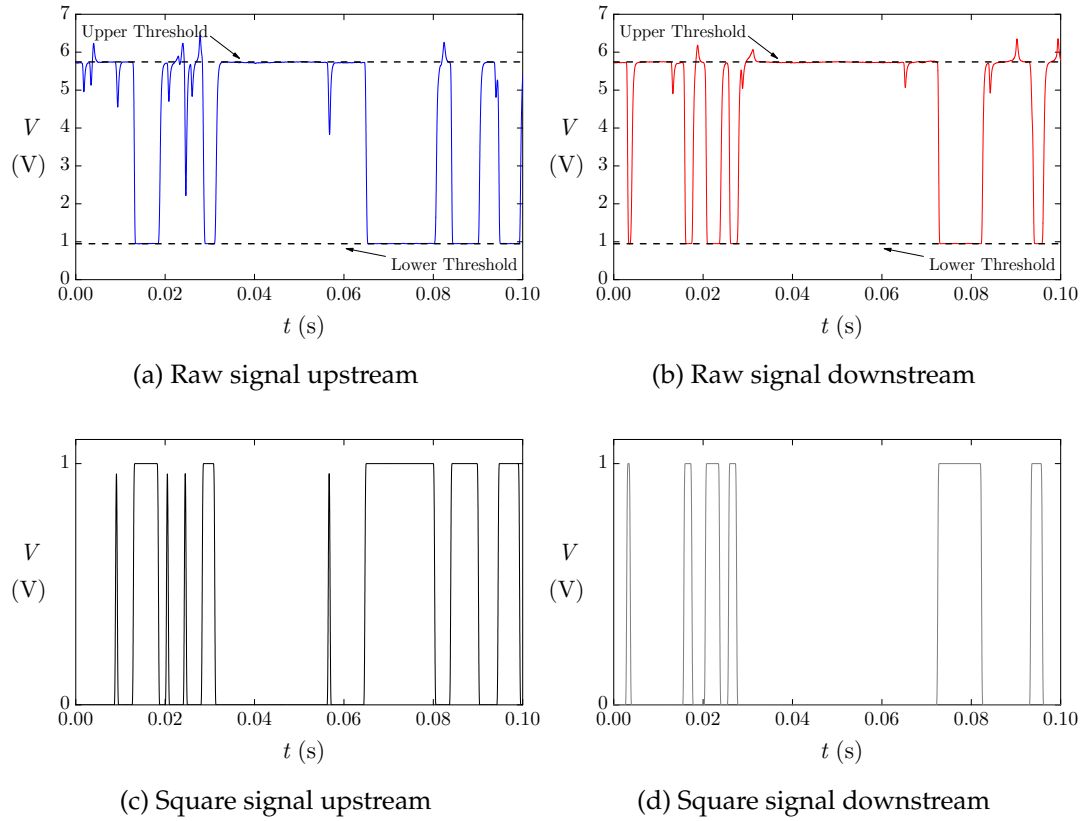 7
6
5
4
3
2
1
0
V
(V)
Upper Threshold
Lower Threshold
0.00 0.02 0.04 0.06 0.08 0.10
t (s)
(a) Raw signal upstream
7
6
5
4
3
2
1
0
V
(V)
Upper Threshold
Lower Threshold
0.00 0.02 0.04 0.06 0.08 0.10
t (s)
(b) Raw signal downstream
1
0
V
(V)
0.00 0.02 0.04 0.06 0.08 0.10
t (s)
(c) Square signal upstream
1
0
V
(V)
0.00 0.02 0.04 0.06 0.08 0.10
t (s)
(d) Square signal downstream